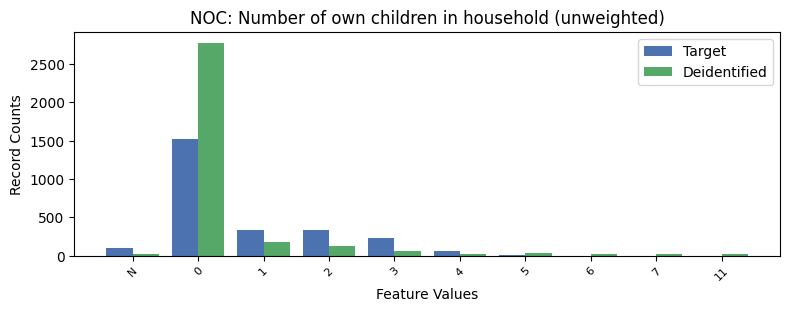 NOC: Number of own children in household (unweighted)
Target
Deidentified
Record Counts
2500
2000
1500
1000
500
0
N 0 1 2 3 4 5 6 7 11
Feature Values